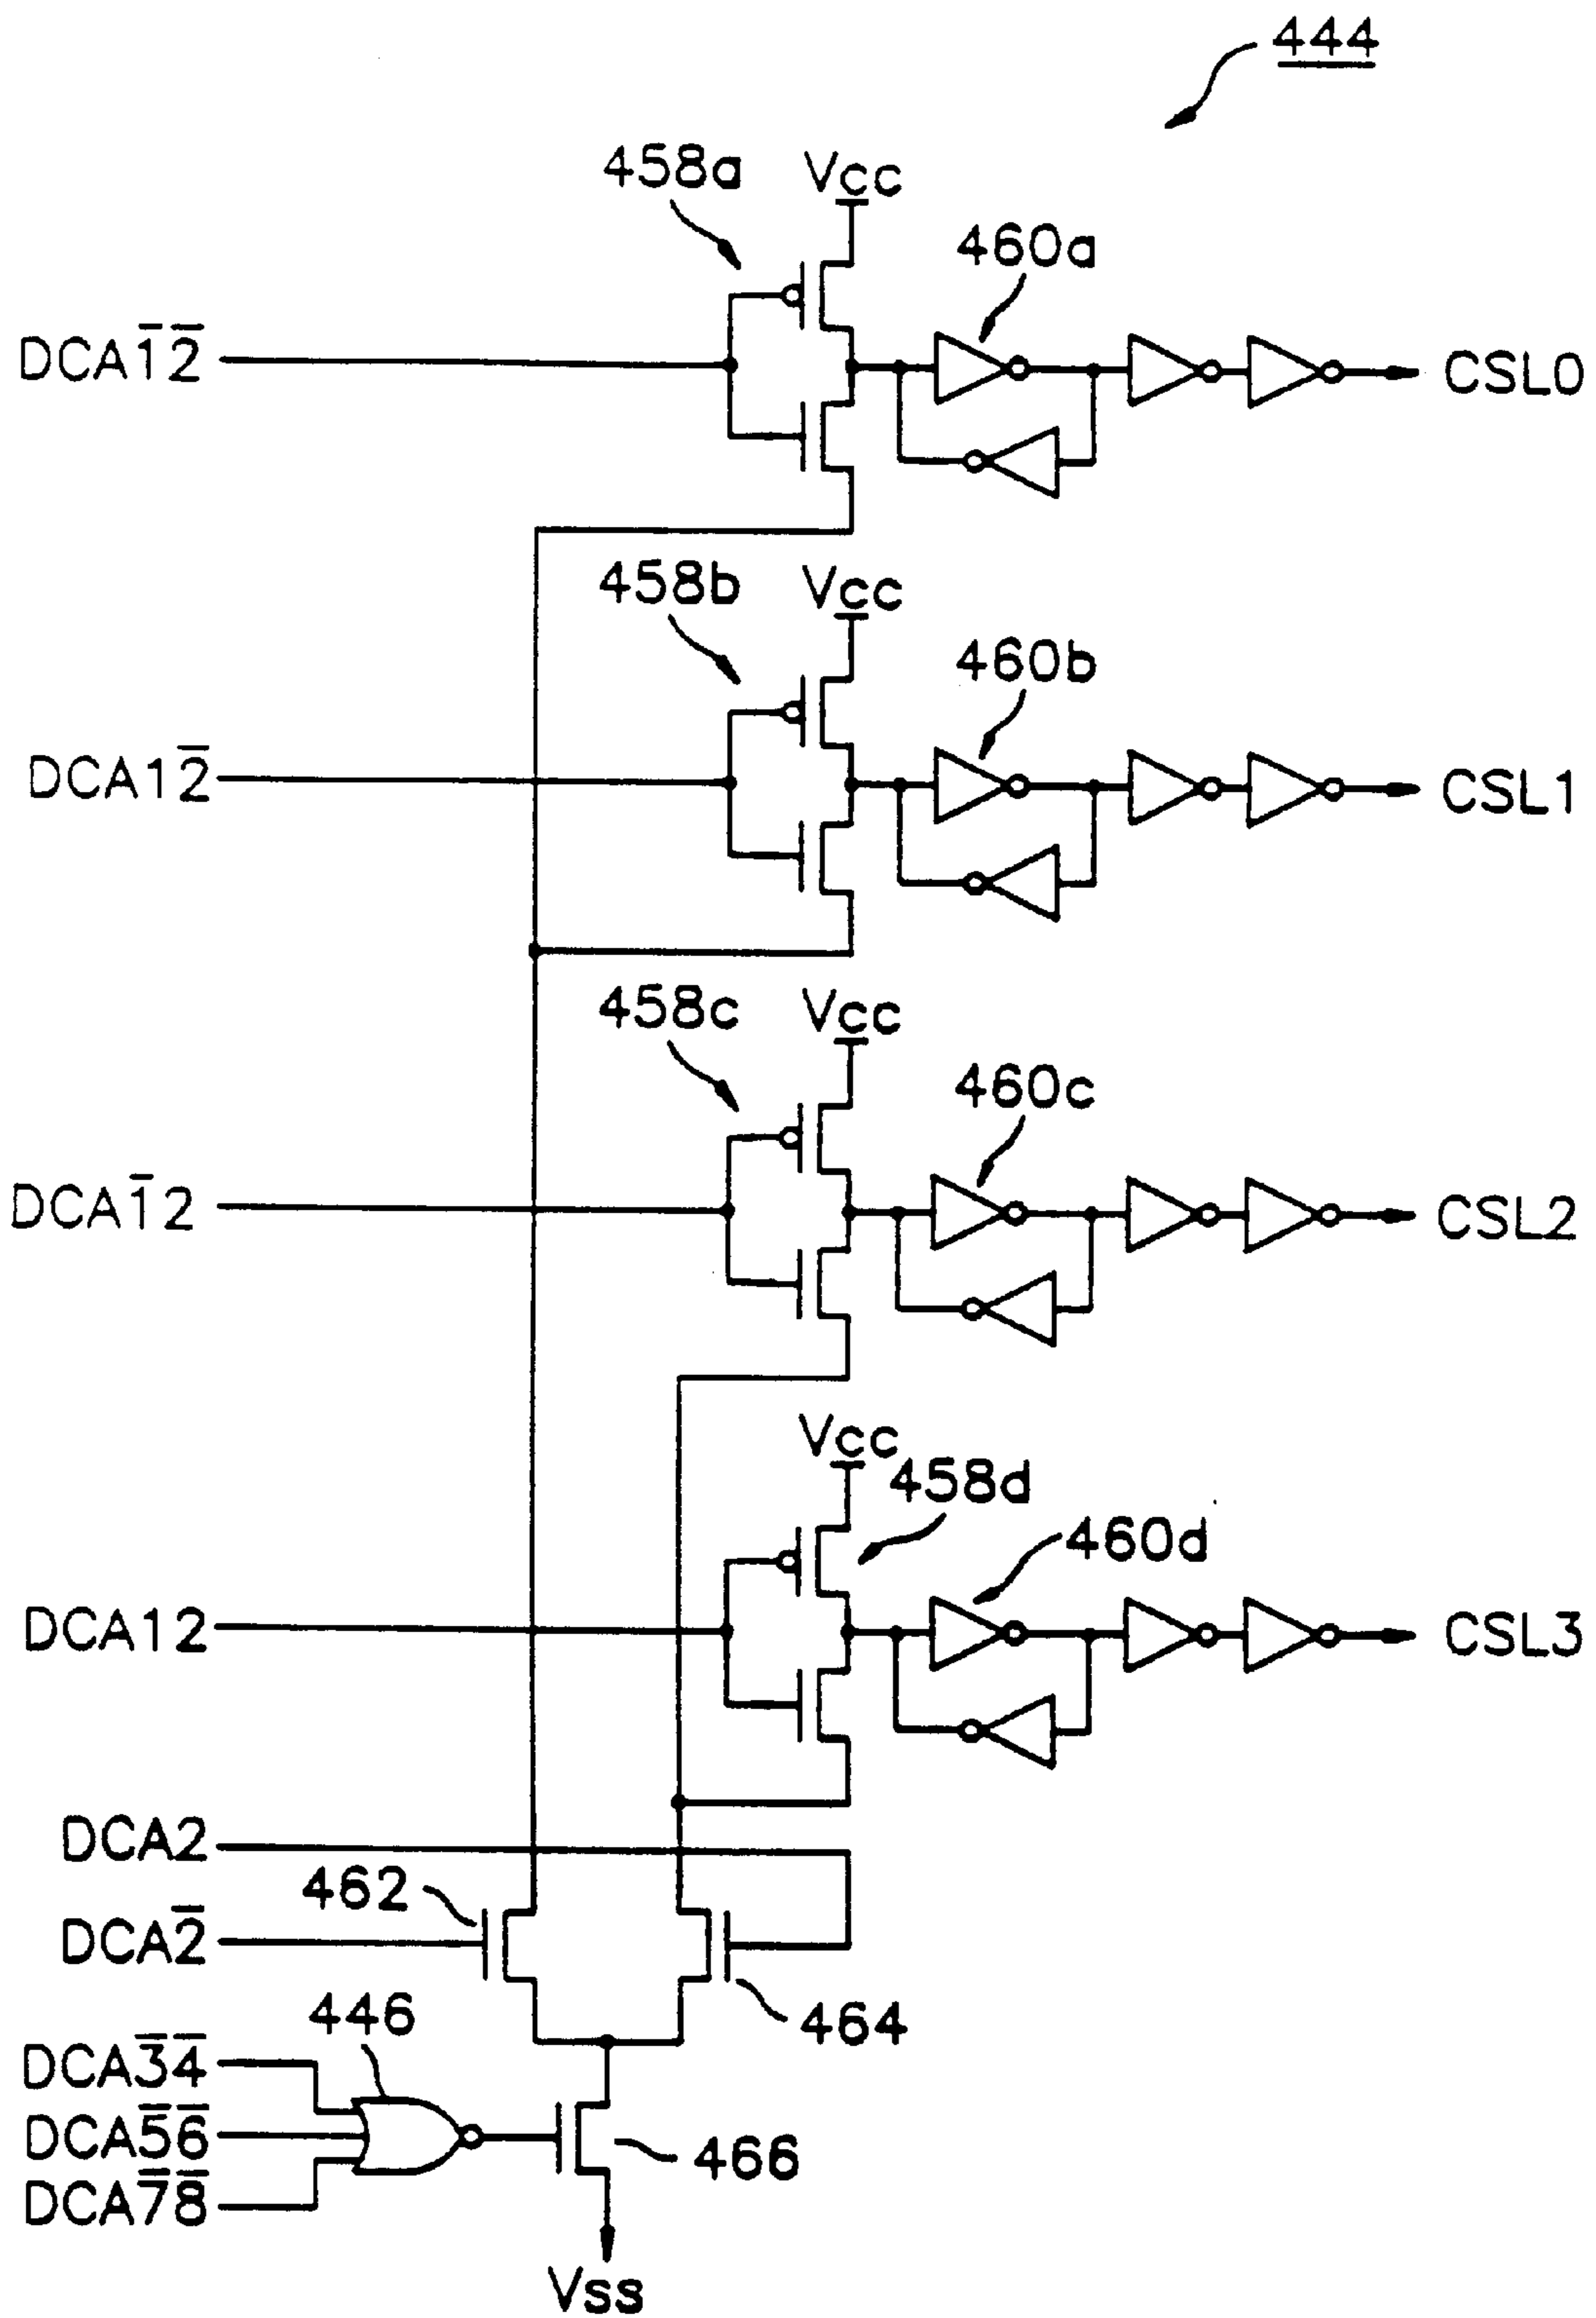 444
458a
Vcc
460a
DCA1̅2̅
CSL0
458b
Vcc
460b
DCA12̅
CSL1
458c
Vcc
460c
DCA1̅2
CSL2
Vcc
458d
460d
DCA12
CSL3
DCA2
462
DCA2̅
464
446
DCA3̅4̅
DCA5̅6̅
DCA7̅8̅
466
Vss